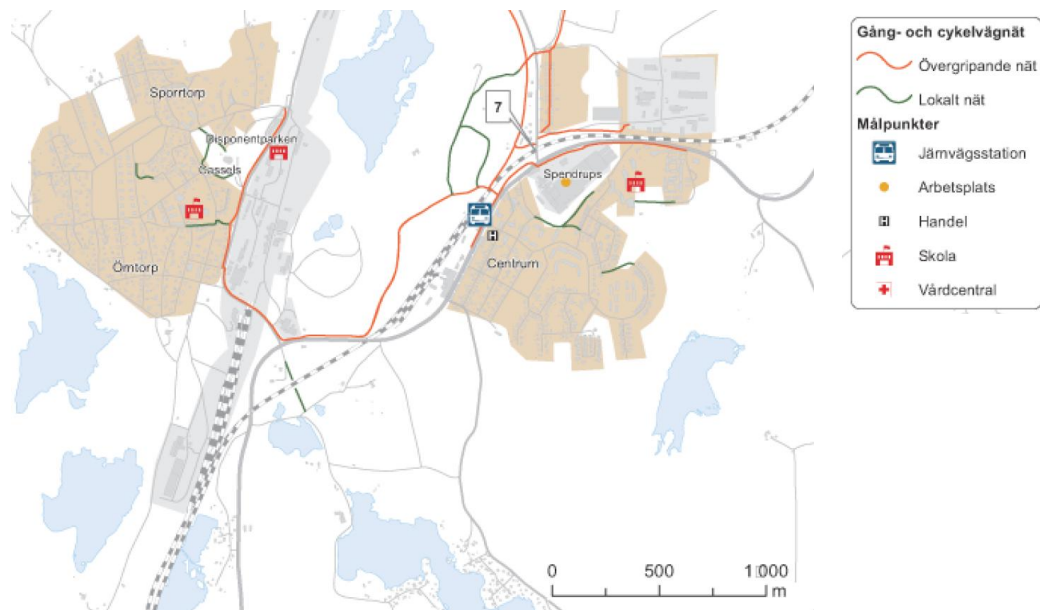 Gång- och cykelvägnät
Övergripande nät
Lokalt nät
Målpunkter
Järnvägsstation
Arbetsplats
H Handel
Skola
Vårdcentral
Sporrtorp
Disponentparken
Cassels
Ömtorp
7
Spendrups
H
Centrum
0 500 1 000
m